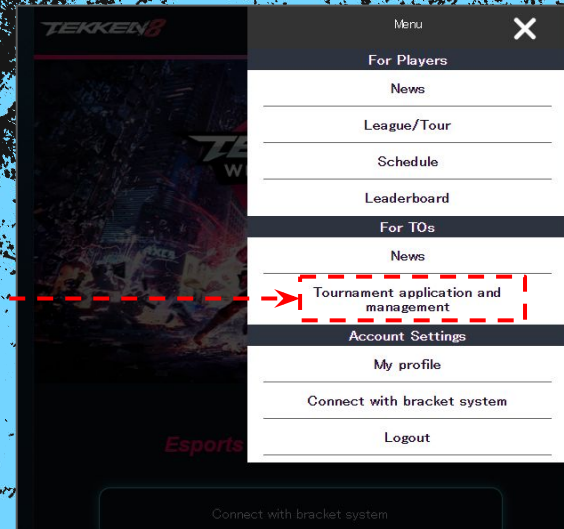 TEKKEN8
Menu
For Players
News
League/Tour
Schedule
Leaderboard
For TOs
News
Tournament application and
management
Account Settings
My profile
Connect with bracket system
Logout
Esports
Connect with bracket system